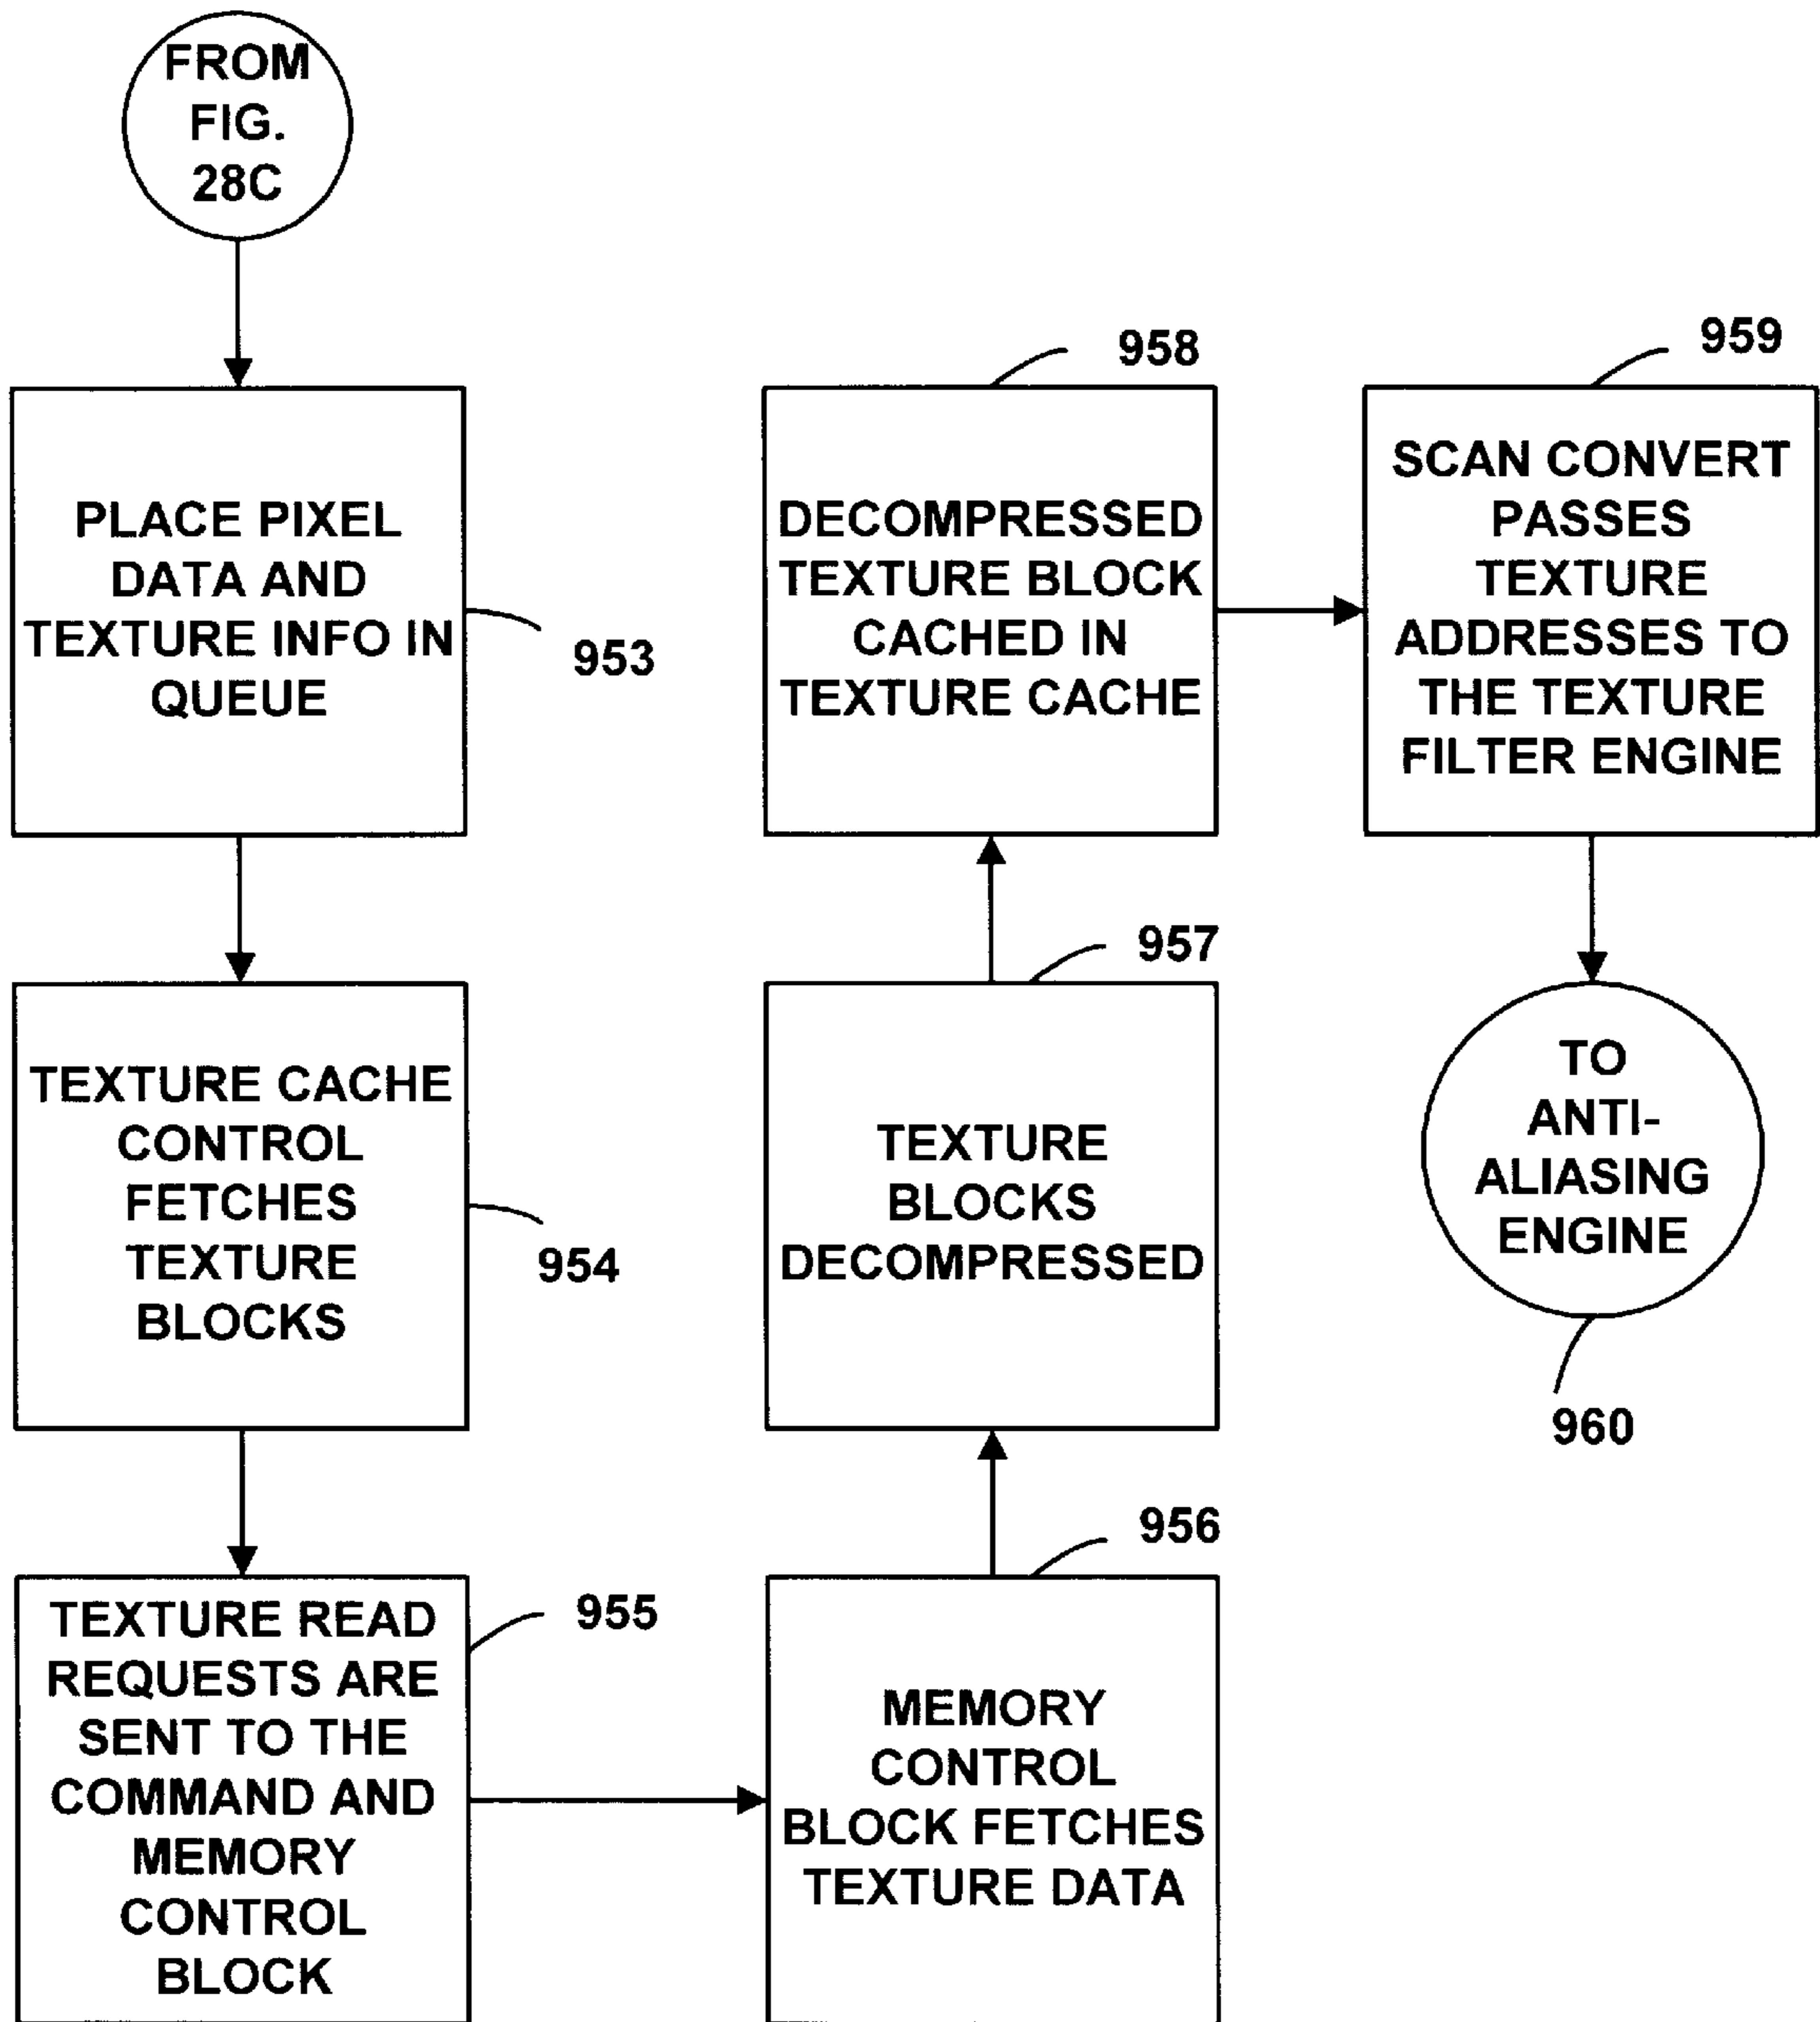 FROM
FIG.
28C
PLACE PIXEL
DATA AND
TEXTURE INFO IN
QUEUE
953
TEXTURE CACHE
CONTROL
FETCHES
TEXTURE
BLOCKS
954
TEXTURE READ
REQUESTS ARE
SENT TO THE
COMMAND AND
MEMORY
CONTROL
BLOCK
955
MEMORY
CONTROL
BLOCK FETCHES
TEXTURE DATA
956
TEXTURE
BLOCKS
DECOMPRESSED
957
DECOMPRESSED
TEXTURE BLOCK
CACHED IN
TEXTURE CACHE
958
SCAN CONVERT
PASSES
TEXTURE
ADDRESSES TO
THE TEXTURE
FILTER ENGINE
959
TO
ANTI-
ALIASING
ENGINE
960